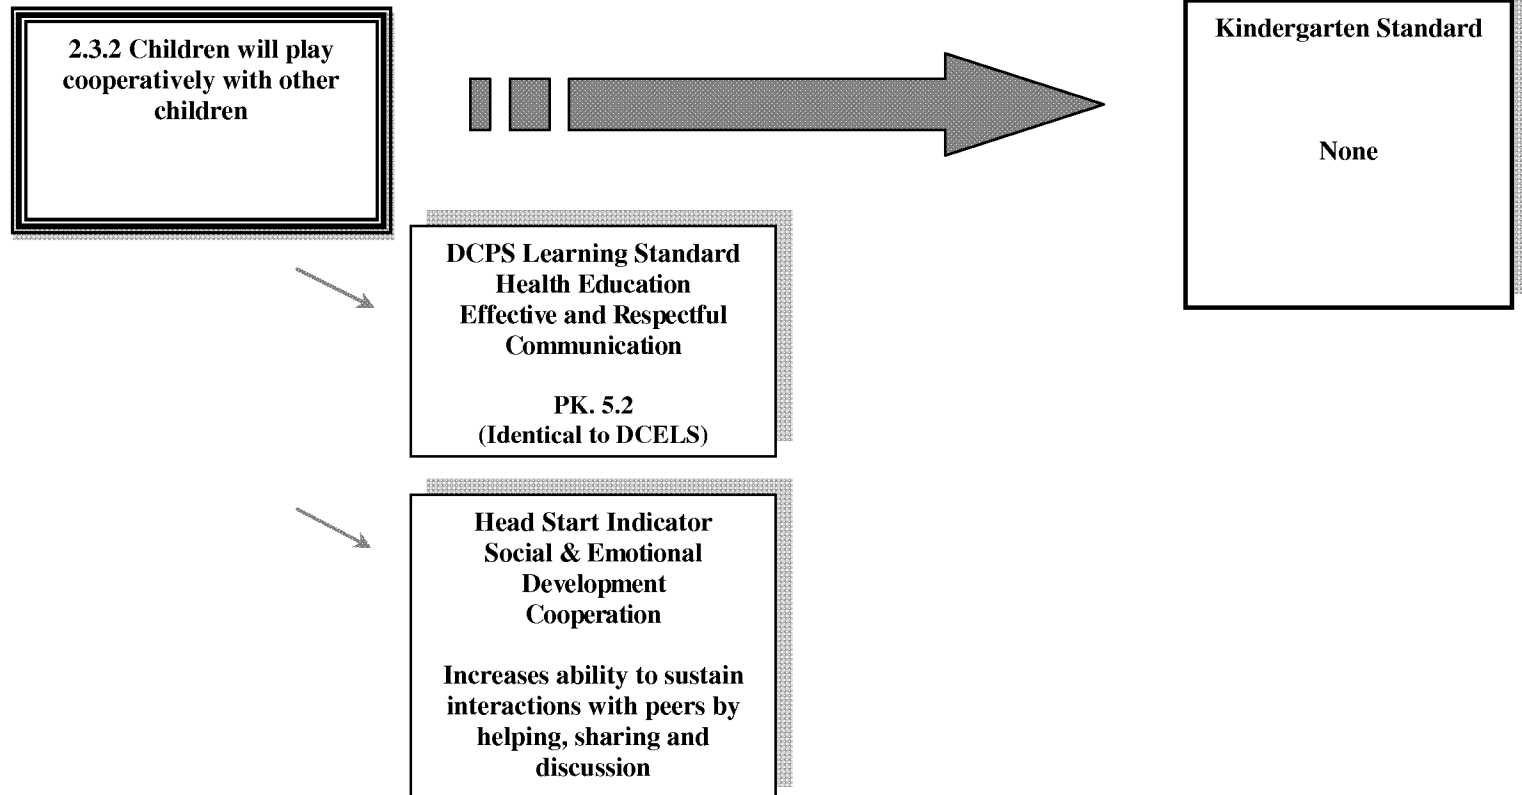 2.3.2 Children will play
cooperatively with other
children
Kindergarten Standard
None
DCPS Learning Standard
Health Education
Effective and Respectful
Communication
PK. 5.2
(Identical to DCELS)
Head Start Indicator
Social & Emotional
Development
Cooperation
Increases ability to sustain
interactions with peers by
helping, sharing and
discussion